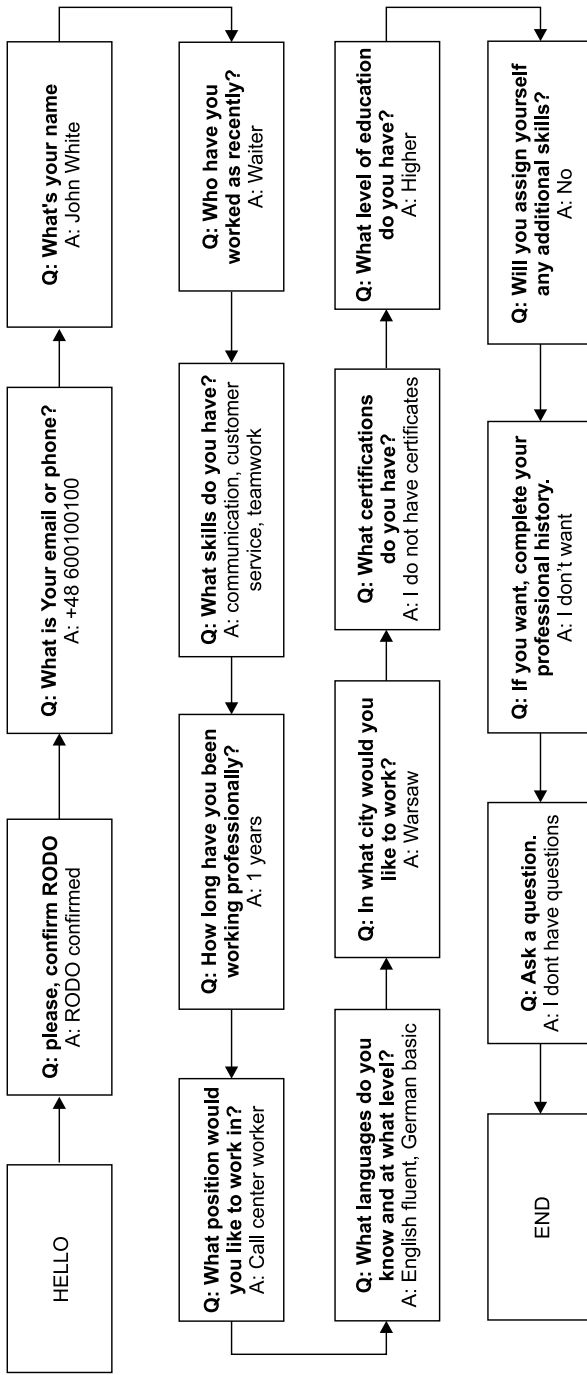 HELLO
Q: please, confirm RODO
A: RODO confirmed
Q: What is Your email or phone?
A: +48 600100100
Q: What's your name
A: John White
Q: Who have you
worked as recently?
A: Waiter
Q: What skills do you have?
A: communication, customer
service, teamwork
Q: How long have you been
working professionally?
A: 1 years
Q: What position would
you like to work in?
A: Call center worker
Q: What languages do you
know and at what level?
A: English fluent, German basic
Q: In what city would you
like to work?
A: Warsaw
Q: What certifications
do you have?
A: I do not have certificates
Q: What level of education
do you have?
A: Higher
Q: Will you assign yourself
any additional skills?
A: No
Q: If you want, complete your
professional history.
A: I don't want
Q: Ask a question.
A: I dont have questions
END